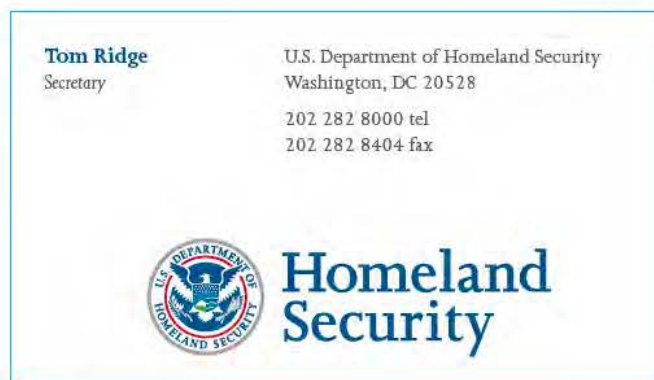 Tom Ridge
Secretary
U.S. Department of Homeland Security
Washington, DC 20528
202 282 8000 tel
202 282 8404 fax
U.S. DEPARTMENT OF HOMELAND SECURITY
Homeland
Security